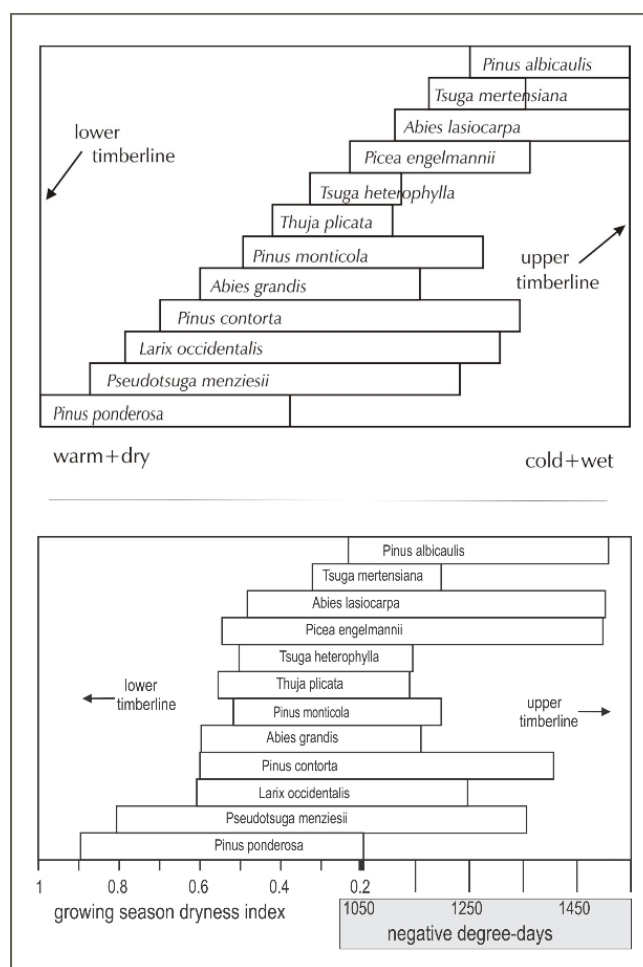 Pinus albicaulis
Tsuga mertensiana
lower
timberline
Abies lasiocarpa
Picea engelmannii
Tsuga heterophylla
Thuja plicata
Pinus monticola
upper
timberline
Abies grandis
Pinus contorta
Larix occidentalis
Pseudotsuga menziesii
Pinus ponderosa
warm+dry cold+wet
Pinus albicaulis
Tsuga mertensiana
Abies lasiocarpa
Picea engelmannii
Tsuga heterophylla
lower
timberline
Thuja plicata
Pinus monticola
upper
timberline
Abies grandis
Pinus contorta
Larix occidentalis
Pseudotsuga menziesii
Pinus ponderosa
1 0.8 0.6 0.4 0.2
growing season dryness index
1050 1250 1450
negative degree-days